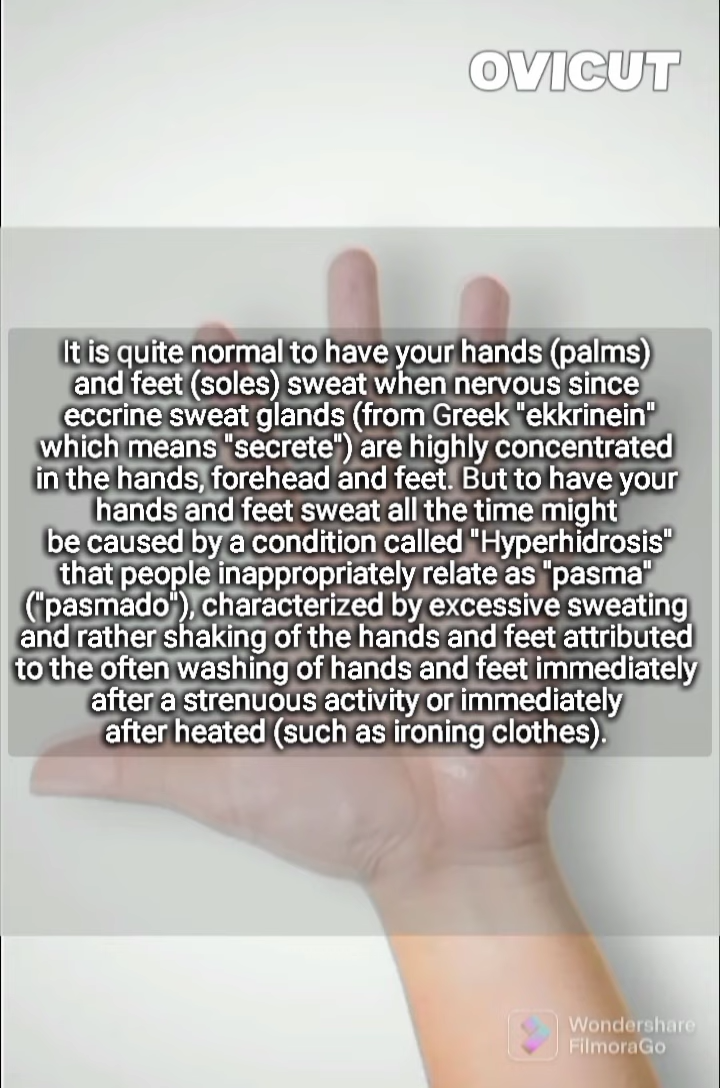 OVICUT
It is quite normal to have your hands (palms)
and feet (soles) sweat when nervous since
eccrine sweat glands (from Greek "ekkrinein"
which means "secrete") are highly concentrated
in the hands, forehead and feet. But to have your
hands and feet sweat all the time might
be caused by a condition called "Hyperhidrosis"
that people inappropriately relate as "pasma"
("pasmado"), characterized by excessive sweating
and rather shaking of the hands and feet attributed
to the often washing of hands and feet immediately
after a strenuous activity or immediately
after heated (such as ironing clothes).
Wondershare
FilmoraGo